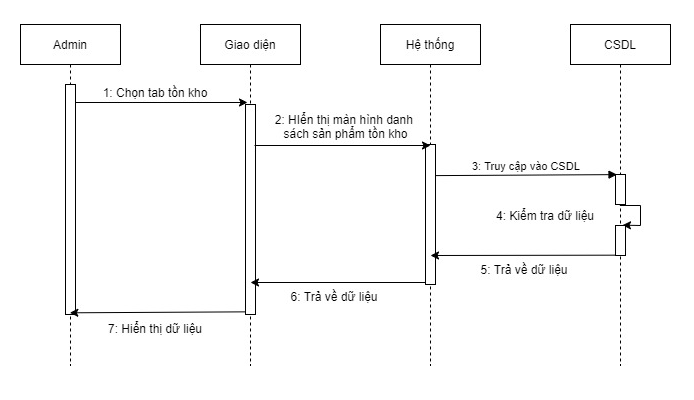 Admin
Giao diện
Hệ thống
CSDL
1: Chọn tab tồn kho
2: HIển thị màn hình danh
sách sản phẩm tồn kho
3: Truy cập vào CSDL
4: Kiểm tra dữ liệu
5: Trả về dữ liệu
6: Trả về dữ liệu
7: Hiển thị dữ liệu